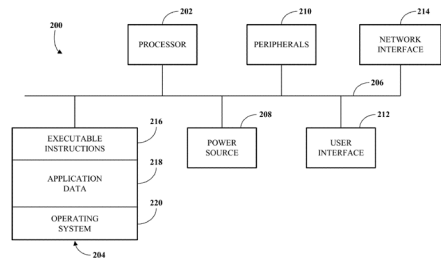 200
202
210
214
PROCESSOR
PERIPHERALS
NETWORK
INTERFACE
206
216
208
212
EXECUTABLE
INSTRUCTIONS
POWER
SOURCE
USER
INTERFACE
218
APPLICATION
DATA
220
OPERATING
SYSTEM
204